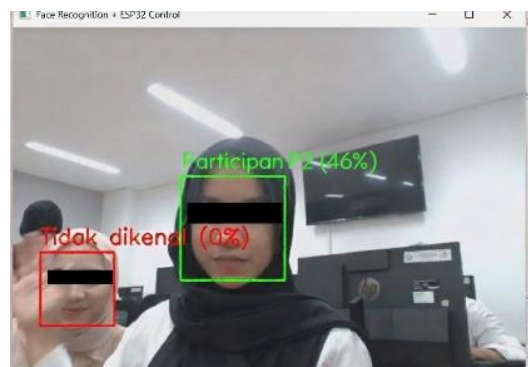 Face Recognition + ESP32 Control
Participan P2 (46%)
Tidak dikenal (0%)